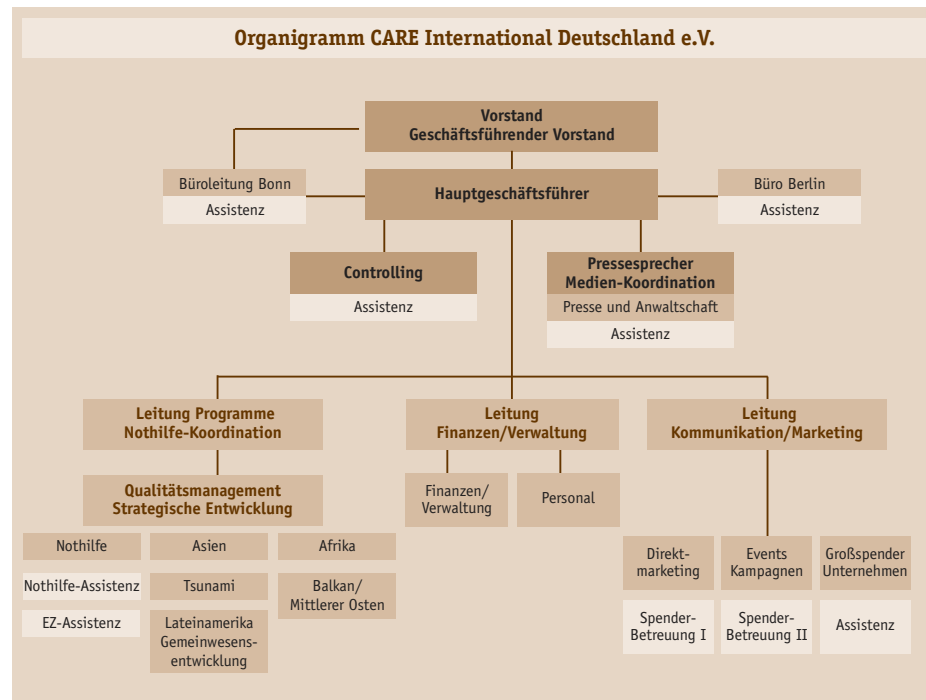 Organigramm CARE International Deutschland e.V.
Vorstand
Geschäftsführender Vorstand
Büroleitung Bonn
Assistenz
Hauptgeschäftsführer
Büro Berlin
Assistenz
Controlling
Assistenz
Pressesprecher
Medien-Koordination
Presse und Anwaltschaft
Assistenz
Leitung Programme
Nothilfe-Koordination
Leitung
Finanzen/Verwaltung
Leitung
Kommunikation/Marketing
Qualitätsmanagement
Strategische Entwicklung
Finanzen/
Verwaltung
Personal
Nothilfe
Asien
Afrika
Nothilfe-Assistenz
Tsunami
Balkan/
Mittlerer Osten
EZ-Assistenz
Lateinamerika
Gemeinwesens-
entwicklung
Direkt-
marketing
Events
Kampagnen
Großspender
Unternehmen
Spender-
Betreuung I
Spender-
Betreuung II
Assistenz